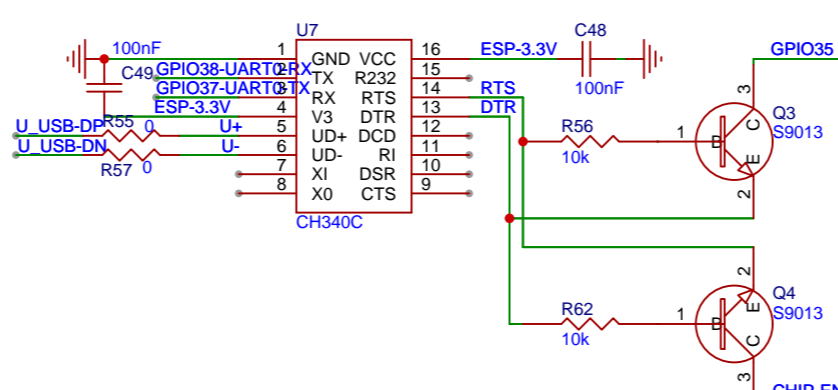 U7
C48
100nF
1
GND
VCC
16
ESP-3.3V
GPIO35
C49
GPIO38-UART0-RX
2
TX
R232
15
100nF
GPIO37-UART0-TX
3
RX
RTS
14
RTS
ESP-3.3V
4
V3
DTR
13
DTR
3
Q3
S9013
U_USB-DP
R55
0
U+
5
UD+
DCD
12
R56
10k
1
B
C
E
2
U_USB-DN
R57
0
U-
6
UD-
RI
11
7
XI
DSR
10
8
X0
CTS
9
CH340C
2
Q4
S9013
R62
10k
1
B
E
C
3